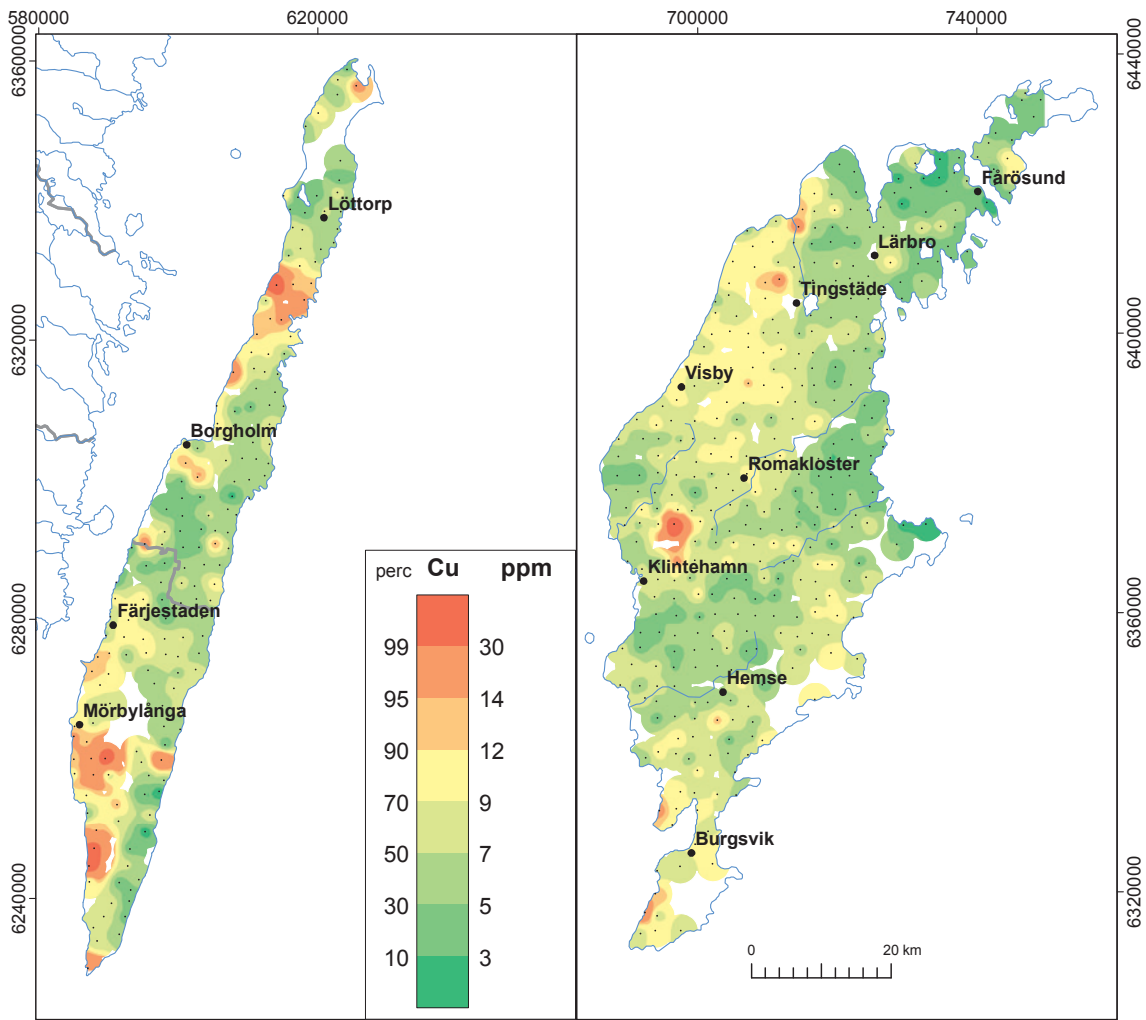 580000 620000 700000 740000
6360000
6440000
Löttorp
Fårösund
Lärbro
Tingstäde
6320000
6400000
Visby
Borgholm
Romakloster
perc Cu ppm
Klintehamn
99 30
Färjestaden
6280000
6360000
95 14
Hemse
Mörbylånga
90 12
70 9
50 7
Burgsvik
30 5
6240000
6320000
10 3
0 20 km